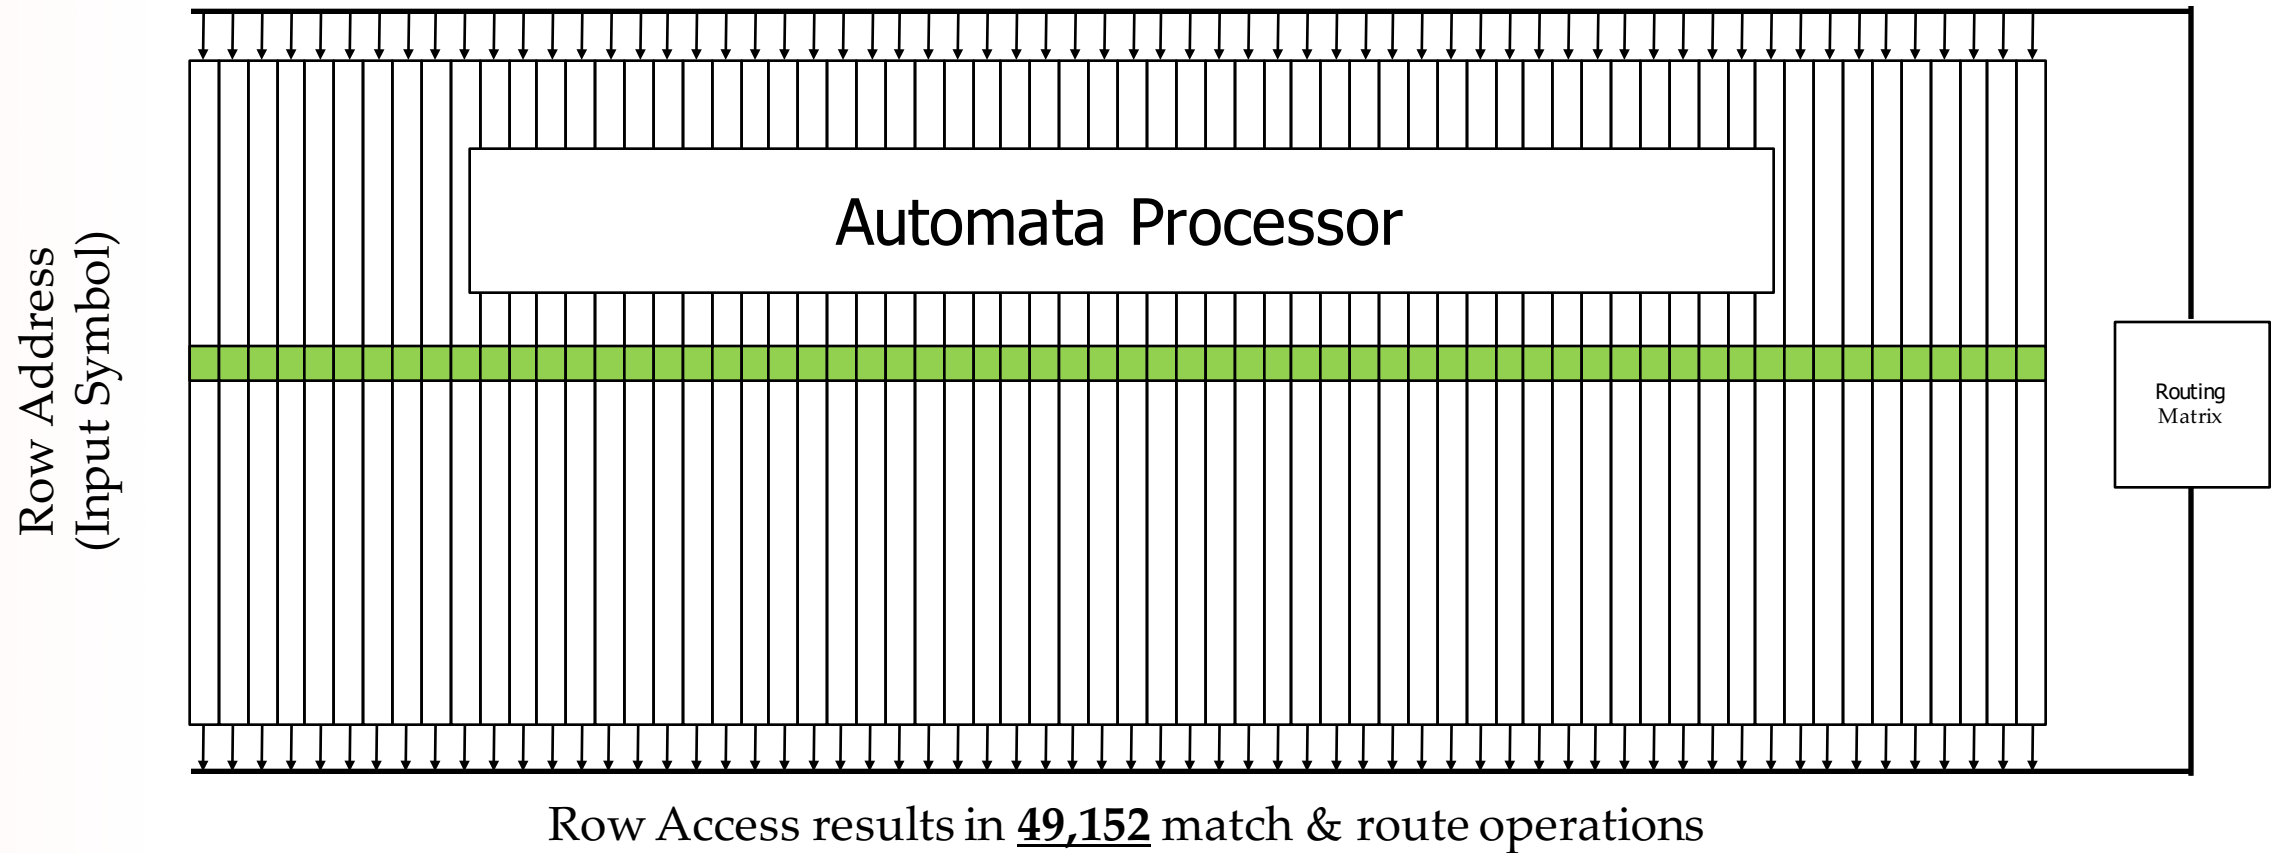 Row Address
(Input Symbol)
Automata Processor
Routing
Matrix
Row Access results in 49,152 match & route operations